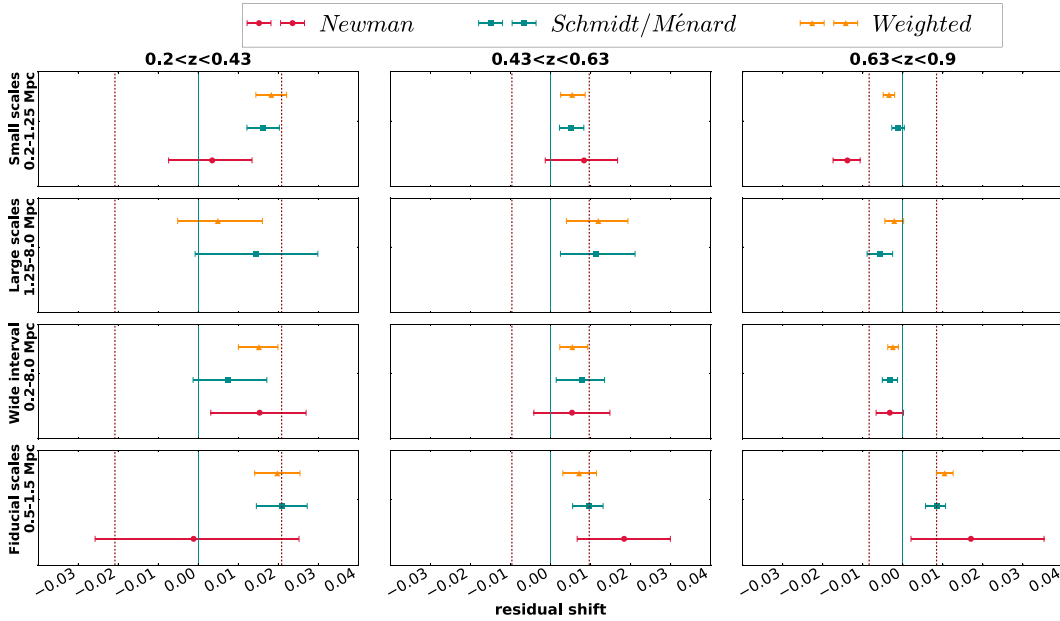 Newman Schmidt/Ménard Weighted
0.2<z<0.43 0.43<z<0.63 0.63<z<0.9
Small scales
0.2-1.25 Mpc
Large scales
1.25-8.0 Mpc
Wide interval
0.2-8.0 Mpc
Fiducial scales
0.5-1.5 Mpc
−0.03 −0.02 −0.01 0.00 0.01 0.02 0.03 0.04 −0.03 −0.02 −0.01 0.00 0.01 0.02 0.03 0.04 −0.03 −0.02 −0.01 0.00 0.01 0.02 0.03 0.04
residual shift